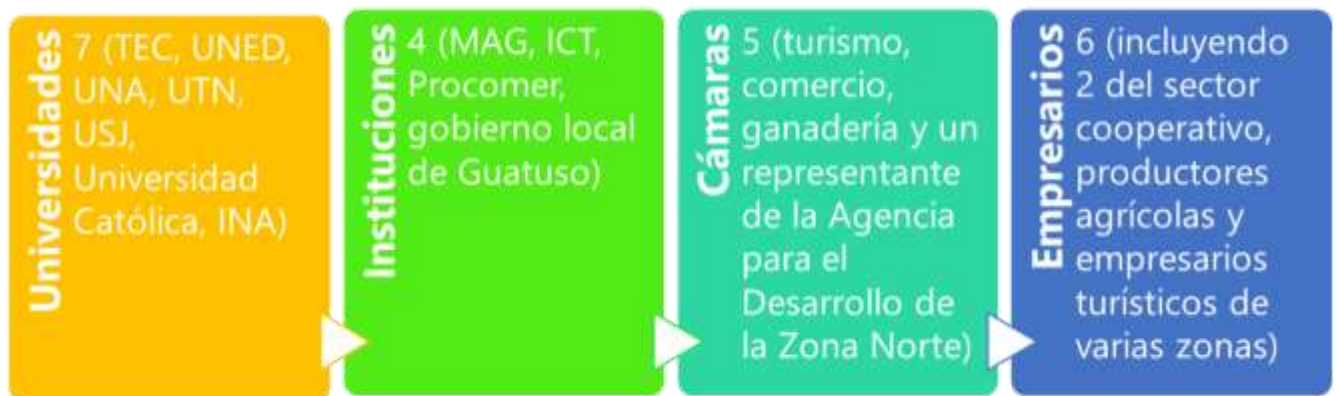 Universidades
7 (TEC, UNED,
UNA, UTN,
USJ,
Universidad
Católica, INA)
Instituciones
4 (MAG, ICT,
Procomer,
gobierno local
de Guatuso)
Cámaras
5 (turismo,
comercio,
ganadería y un
representante
de la Agencia
para el
Desarrollo de
la Zona Norte)
Empresarios
6 (incluyendo
2 del sector
cooperativo,
productores
agrícolas y
empresarios
turísticos de
varias zonas)